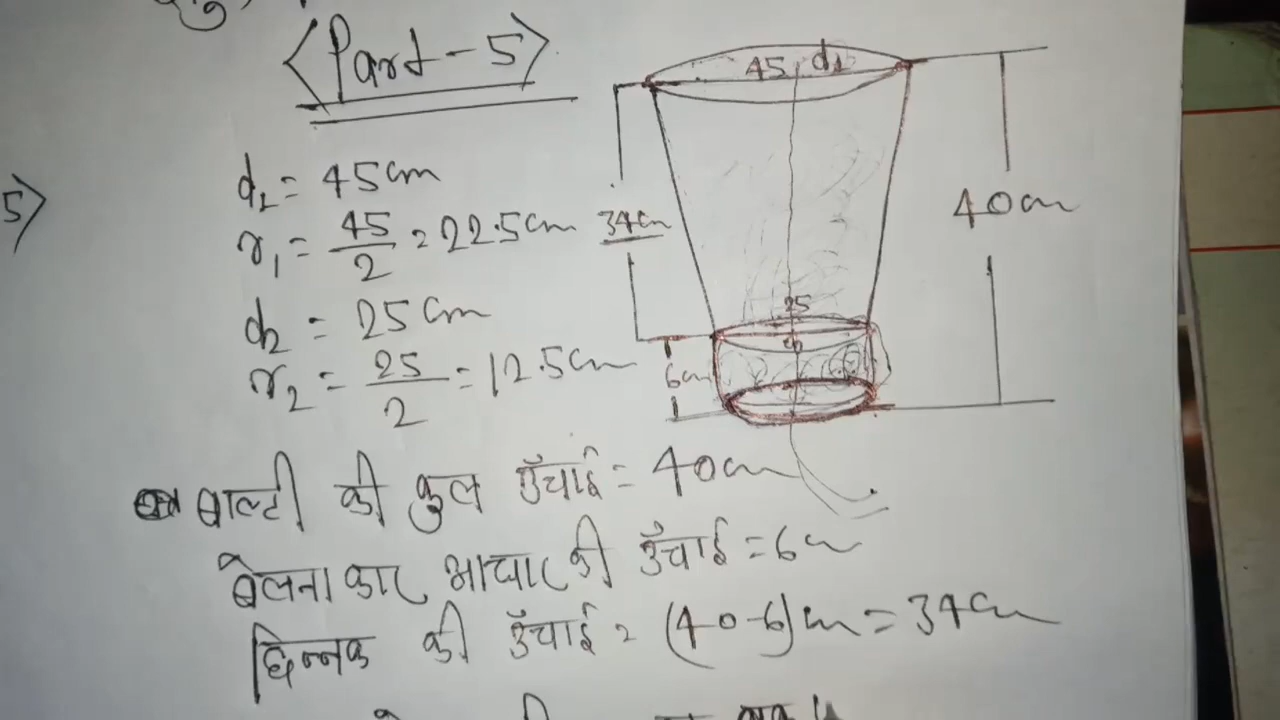 <Part-5>
5>
d₁ = 45cm
r₁ = 45/2 = 22.5cm
d₂ = 25cm
r₂ = 25/2 = 12.5cm
45 d₁
34cm
40cm
25
6cm
बाल्टी की कुल उँचाई = 40cm
बेलनाकार आधार की उँचाई = 6cm
छिन्नक की उँचाई = (40-6)cm = 34cm